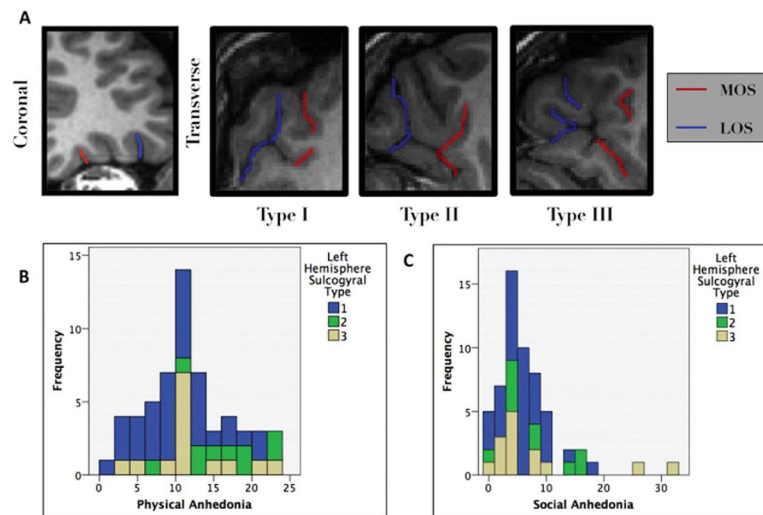 A
Coronal
Transverse
MOS
LOS
Type I
Type II
Type III
B
Left
Hemisphere
Sulcogyral
Type
1
2
3
15
10
5
0
Frequency
0 5 10 15 20 25
Physical Anhedonia
C
Left
Hemisphere
Sulcogyral
Type
1
2
3
15
10
5
0
Frequency
0 10 20 30
Social Anhedonia